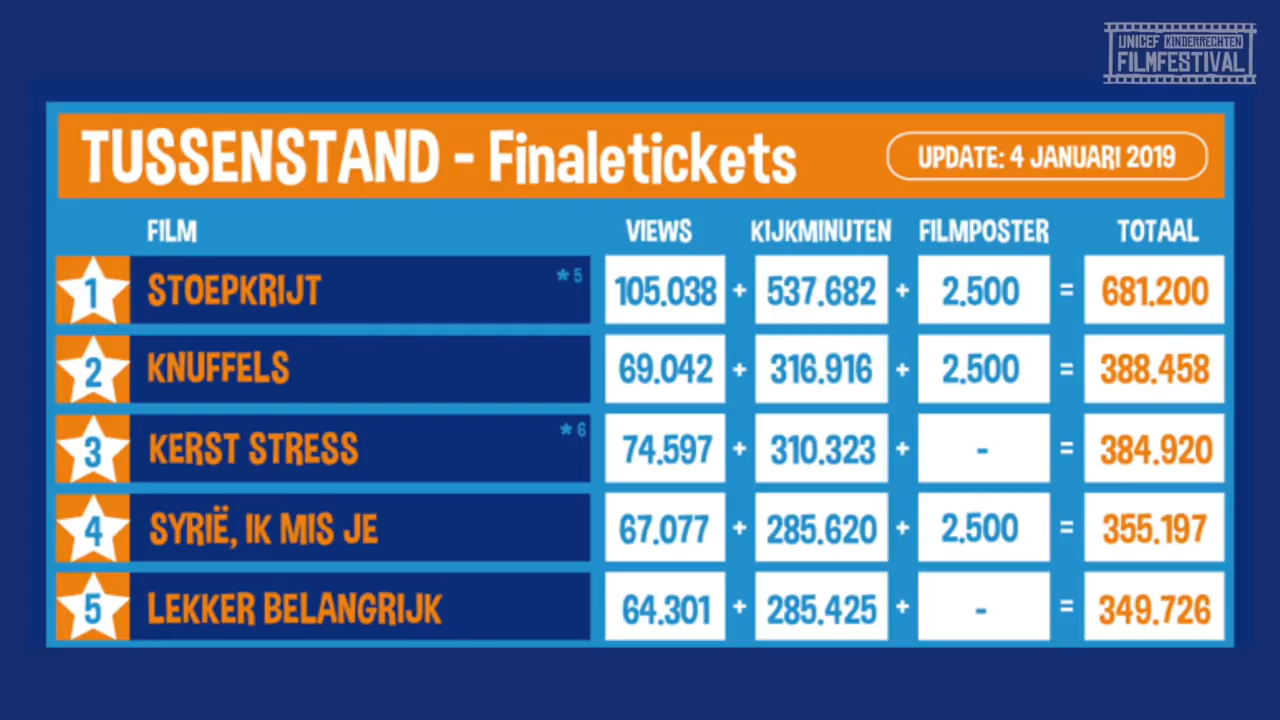 UNICEF KINDERRECHTEN
FILMFESTIVAL
TUSSENSTAND - Finaletickets UPDATE: 4 JANUARI 2019
FILM VIEWS KIJKMINUTEN FILMPOSTER TOTAAL
1 STOEPKRIJT *5 105.038 + 537.682 + 2.500 = 681.200
2 KNUFFELS 69.042 + 316.916 + 2.500 = 388.458
3 KERST STRESS *6 74.597 + 310.323 + - = 384.920
4 SYRIË, IK MIS JE 67.077 + 285.620 + 2.500 = 355.197
5 LEKKER BELANGRIJK 64.301 + 285.425 + - = 349.726